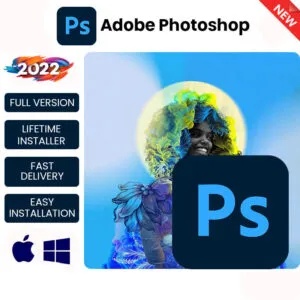 Ps Adobe Photoshop
NEW
2022
FULL VERSION
LIFETIME
INSTALLER
FAST
DELIVERY
EASY
INSTALLATION
Ps